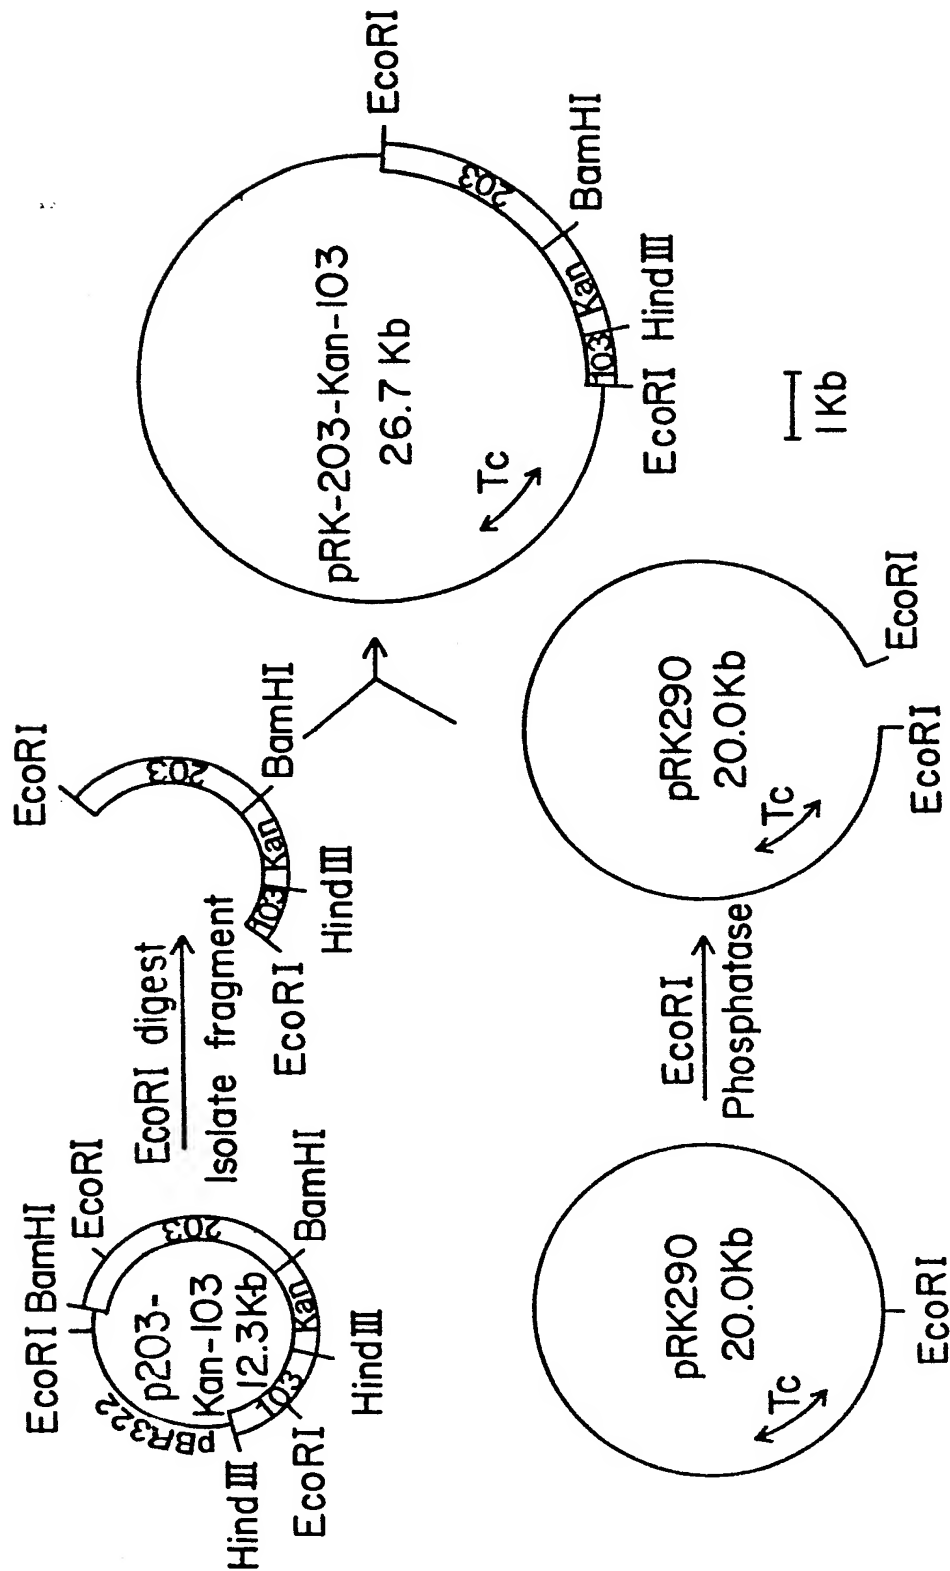 EcoRI BamHI
EcoRI
pBR322
p203-
Kan-103
12.3Kb
203
BamHI
Kan
HindIII
103
EcoRI
HindIII
EcoRI digest
Isolate fragment
EcoRI
203
BamHI
Kan
HindIII
103
EcoRI
pRK-203-Kan-103
26.7 Kb
Tc
EcoRI
203
BamHI
Kan
HindIII
103
EcoRI
pRK290
20.0Kb
Tc
EcoRI
EcoRI
Phosphatase
pRK290
20.0Kb
Tc
EcoRI
EcoRI
1Kb